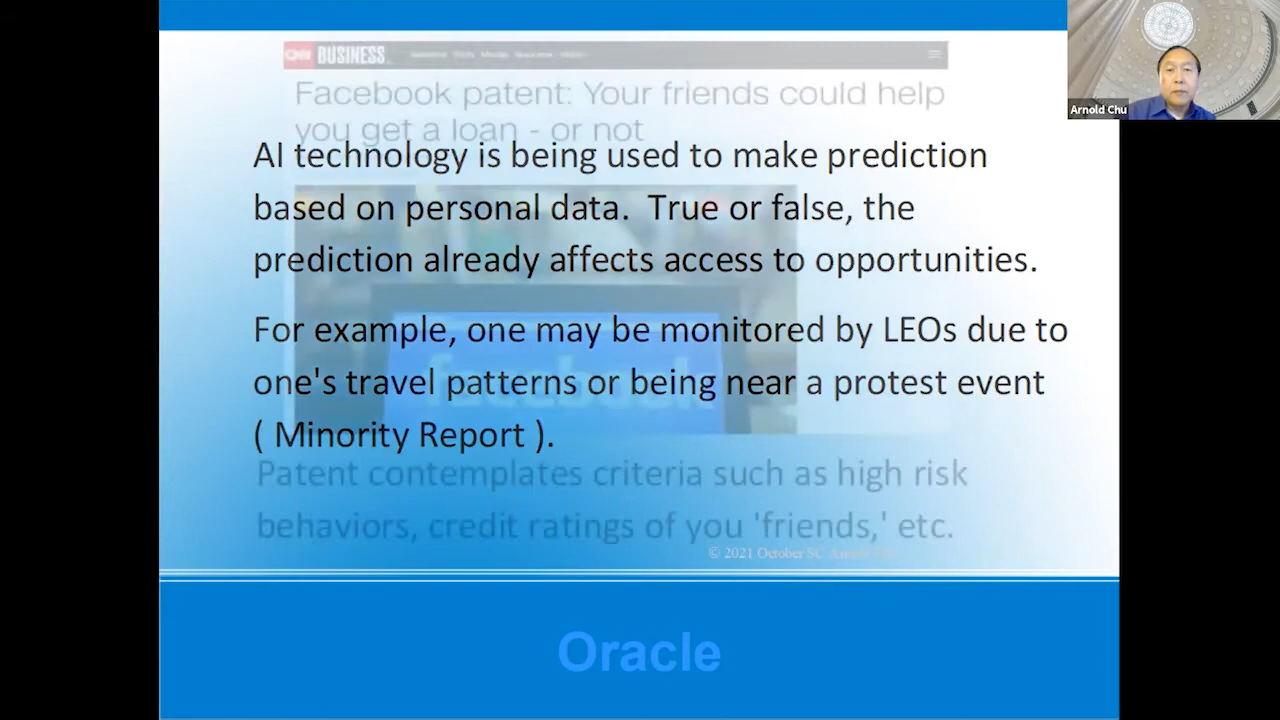 CNN BUSINESS
Facebook patent: Your friends could help
you get a loan - or not
Arnold Chu
AI technology is being used to make prediction
based on personal data. True or false, the
prediction already affects access to opportunities.
For example, one may be monitored by LEOs due to
one's travel patterns or being near a protest event
( Minority Report ).
facebook
Patent contemplates criteria such as high risk
behaviors, credit ratings of you 'friends,' etc.
© 2021 October SC
Oracle